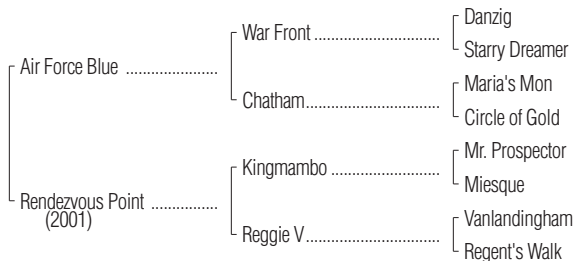 Danzig
War Front ........................................
Starry Dreamer
Air Force Blue ......................
Maria's Mon
Chatham...........................................
Circle of Gold
Mr. Prospector
Kingmambo ...................................
Miesque
Rendezvous Point ................
(2001)
Vanlandingham
Reggie V...........................................
Regent's Walk